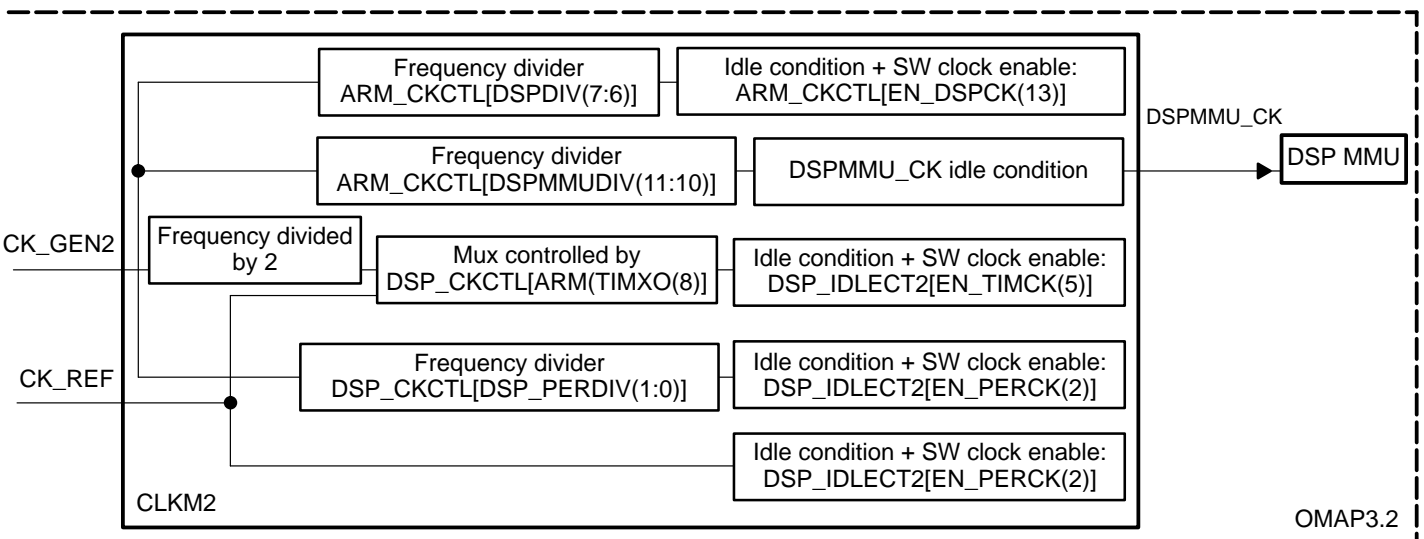 Frequency divider
ARM_CKCTL[DSPDIV(7:6)]
Idle condition + SW clock enable:
ARM_CKCTL[EN_DSPCK(13)]
DSPMMU_CK
Frequency divider
ARM_CKCTL[DSPMMUDIV(11:10)]
DSPMMU_CK idle condition
DSP MMU
CK_GEN2
Frequency divided
by 2
Mux controlled by
DSP_CKCTL[ARM(TIMXO(8)]
Idle condition + SW clock enable:
DSP_IDLECT2[EN_TIMCK(5)]
CK_REF
Frequency divider
DSP_CKCTL[DSP_PERDIV(1:0)]
Idle condition + SW clock enable:
DSP_IDLECT2[EN_PERCK(2)]
Idle condition + SW clock enable:
DSP_IDLECT2[EN_PERCK(2)]
CLKM2
OMAP3.2